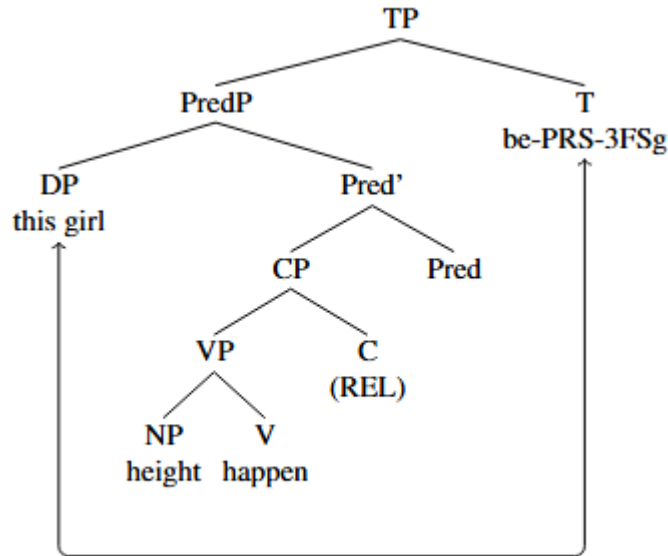 TP
PredP T
be-PRS-3FSg
DP Pred’
this girl
CP Pred
VP C
(REL)
NP V
height happen